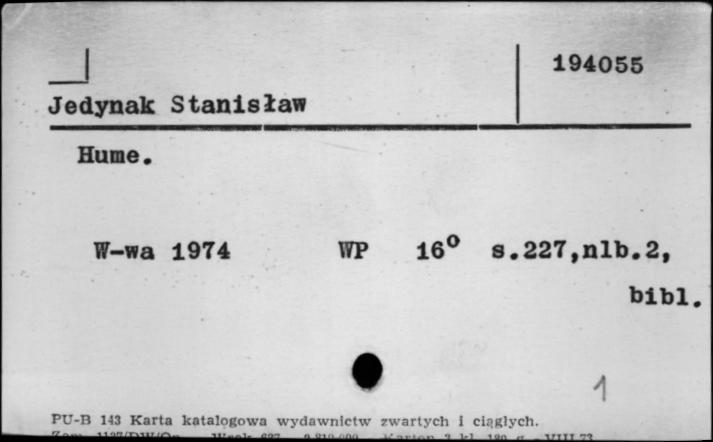 194055
Jedynak Stanisław
Hume.
W-wa 1974 WP 16° s.227,nlb.2,
bibl.
1
PU-B 143 Karta katalogowa wydawnictw zwartych i ciągłych.